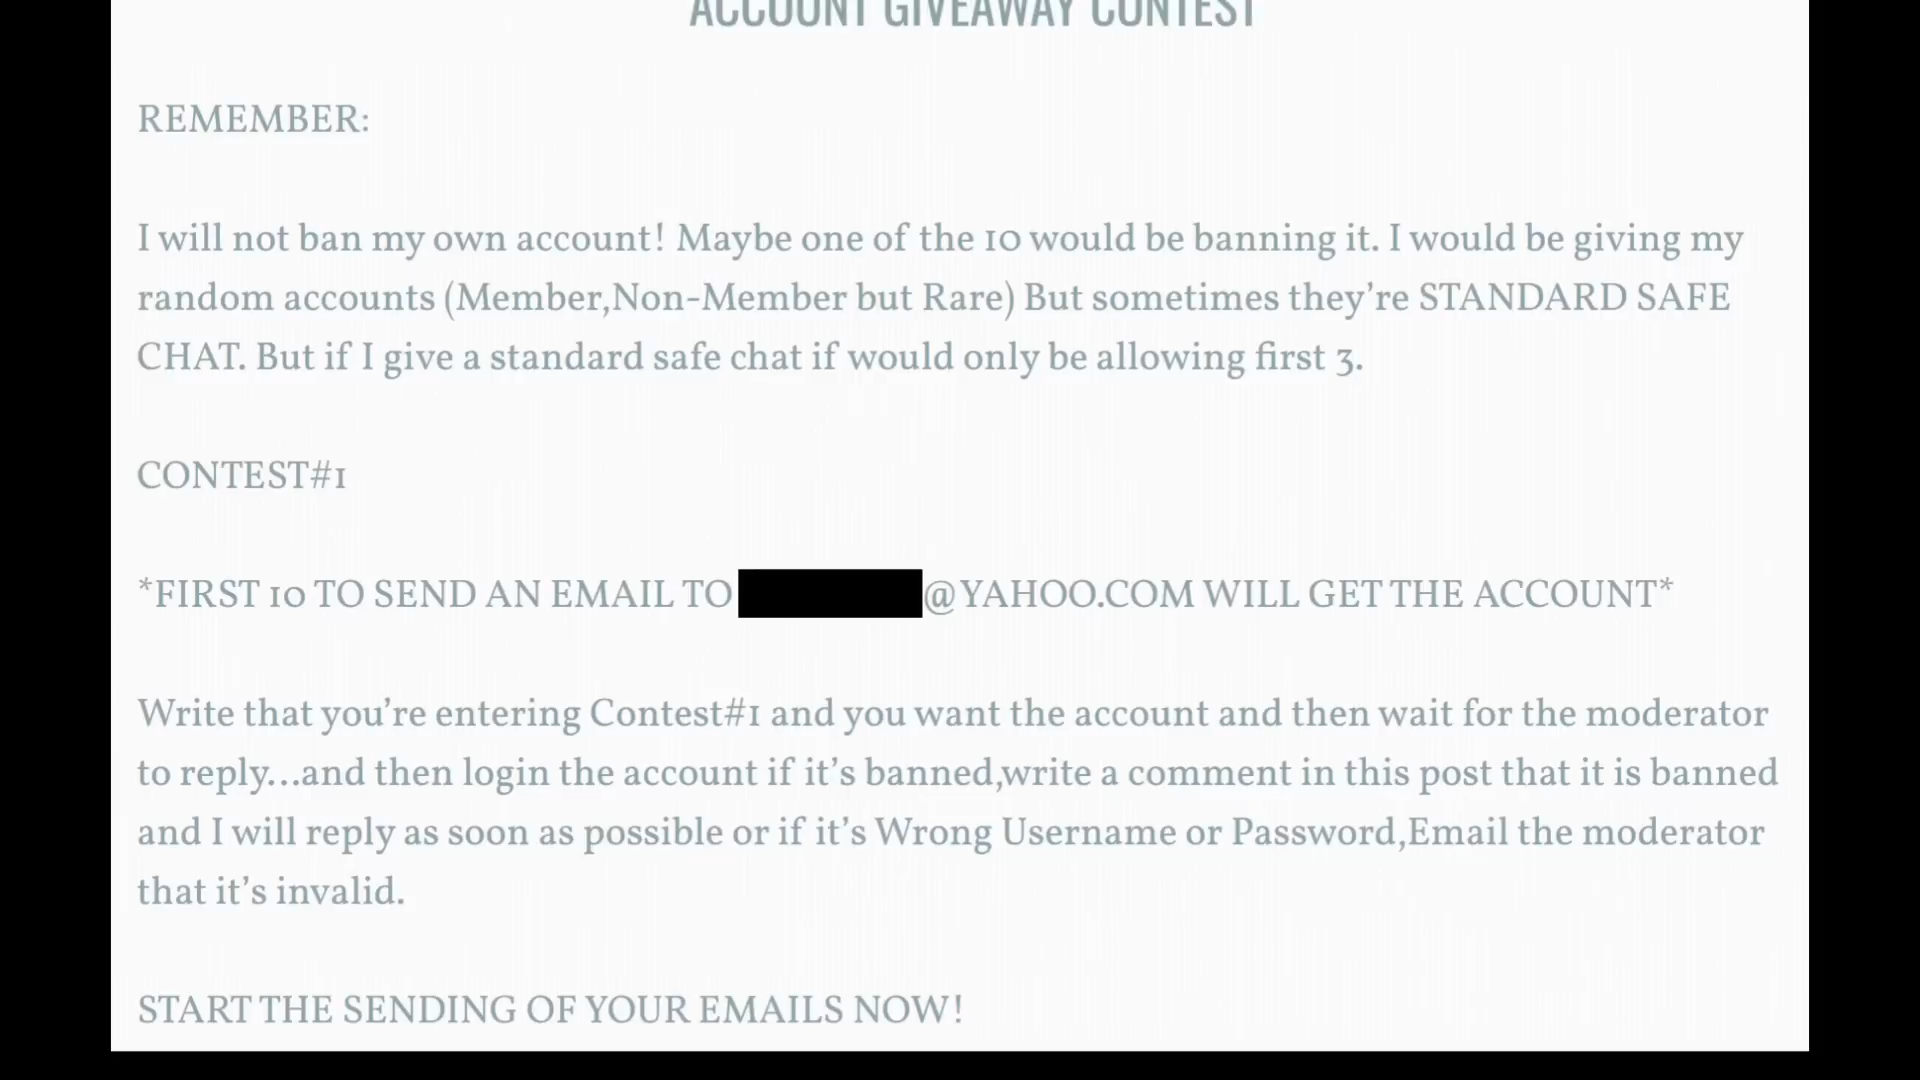 ACCOUNT GIVEAWAY CONTEST
REMEMBER:
I will not ban my own account! Maybe one of the 10 would be banning it. I would be giving my
random accounts (Member,Non-Member but Rare) But sometimes they’re STANDARD SAFE
CHAT. But if I give a standard safe chat if would only be allowing first 3.
CONTEST#1
*FIRST 10 TO SEND AN EMAIL TO @YAHOO.COM WILL GET THE ACCOUNT*
Write that you’re entering Contest#1 and you want the account and then wait for the moderator
to reply…and then login the account if it’s banned,write a comment in this post that it is banned
and I will reply as soon as possible or if it’s Wrong Username or Password,Email the moderator
that it’s invalid.
START THE SENDING OF YOUR EMAILS NOW!